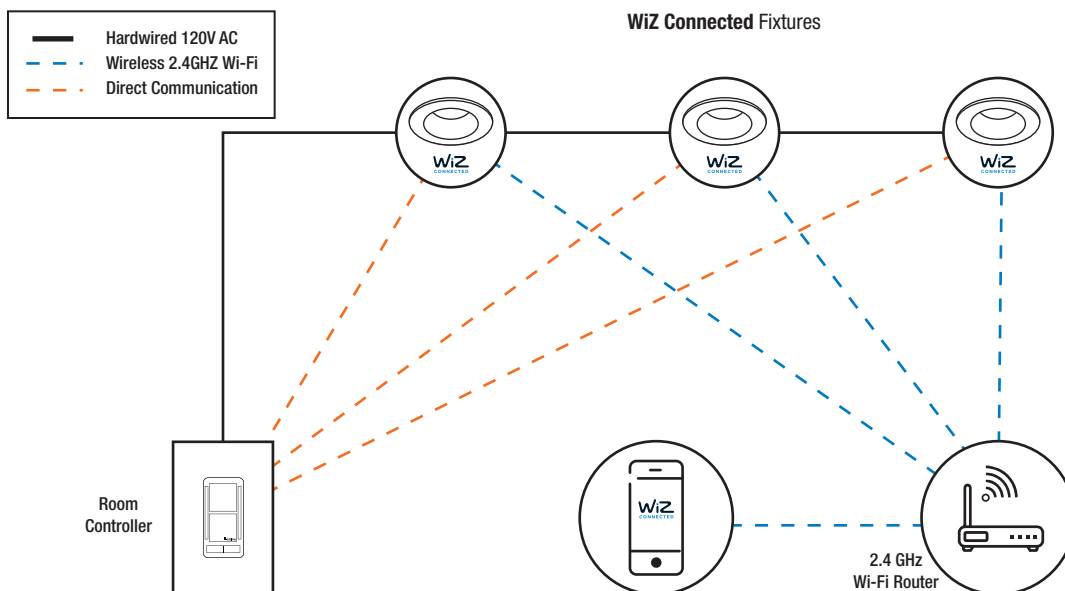 WiZ Connected Fixtures
Hardwired 120V AC
Wireless 2.4GHZ Wi-Fi
Direct Communication
WiZ
CONNECTED
WiZ
CONNECTED
WiZ
CONNECTED
Room
Controller
WiZ
CONNECTED
2.4 GHz
Wi-Fi Router